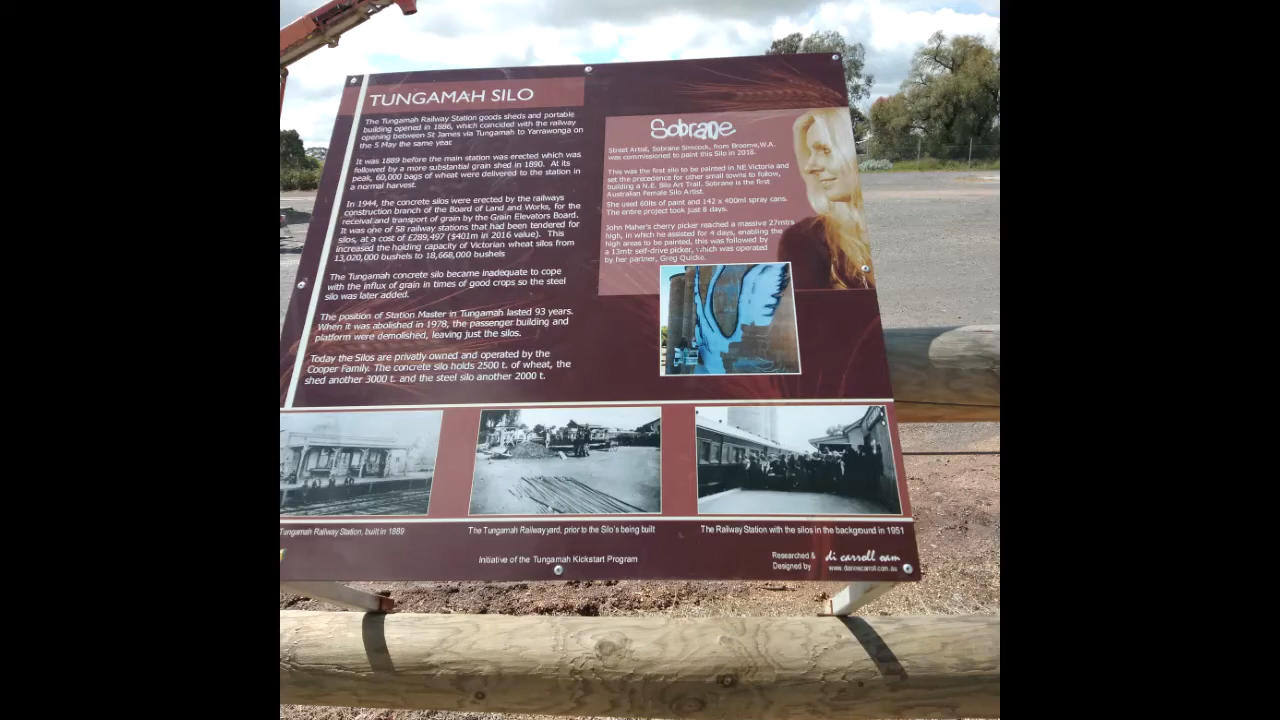 TUNGAMAH SILO
The Tungamah Railway Station goods sheds and portable
building opened in 1886, which coincided with the railway
opening between St James via Tungamah to Yarrawonga on
the 5 May the same year.
It was 1889 before the main station was erected which was
followed by a more substantial grain shed in 1890. At its
peak, 60,000 bags of wheat were delivered to the station in
a normal harvest.
In 1944, the concrete silos were erected by the railways
construction branch of the Board of Land and Works, for the
receival and transport of grain by the Grain Elevators Board.
It was one of 58 railway stations that had been tendered for
silos, at a cost of £289,497 ($401m in 2016 value). This
increased the holding capacity of Victorian wheat silos from
13,020,000 bushels to 18,668,000 bushels
The Tungamah concrete silo became inadequate to cope
with the influx of grain in times of good crops so the steel
silo was later added.
The position of Station Master in Tungamah lasted 93 years.
When it was abolished in 1978, the passenger building and
platform were demolished, leaving just the silos.
Today the Silos are privatly owned and operated by the
Cooper Family. The concrete silo holds 2500 t. of wheat, the
shed another 3000 t. and the steel silo another 2000 t.
Sobrane
Street Artist, Sobrane Simcock, from Broome, W.A.
was commissioned to paint this Silo in 2018.
This was the first silo to be painted in NE Victoria and
set the precedence for other small towns to follow,
building a N.E. Silo Art Trail. Sobrane is the first
Australian Female Silo Artist.
She used 60lts of paint and 142 x 400ml spray cans.
The entire project took just 8 days.
John Maher's cherry picker reached a massive 27mtrs
high, in which he assisted for 4 days, enabling the
high areas to be painted, this was followed by
a 13mtr self-drive picker, which was operated
by her partner, Greg Quicke.
Tungamah Railway Station, built in 1889
The Tungamah Railway yard, prior to the Silo's being built
The Railway Station with the silos in the background in 1951
Initiative of the Tungamah Kickstart Program
Researched &
Designed by
di carroll oam
www.diannecarroll.com.au